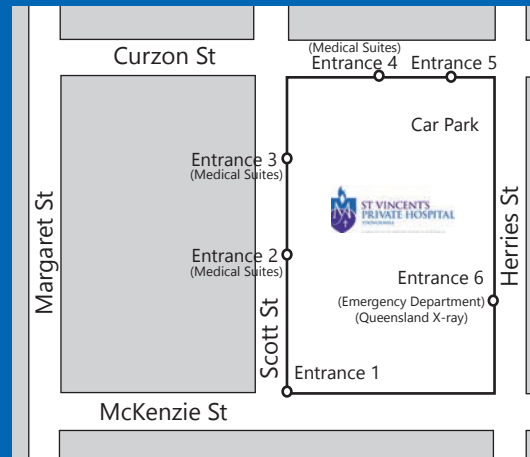 Curzon St
(Medical Suites)
Entrance 4 Entrance 5
Car Park
Entrance 3
(Medical Suites)
ST VINCENT'S
PRIVATE HOSPITAL
TOOWOOMBA
Margaret St
Herries St
Entrance 2
(Medical Suites)
Entrance 6
(Emergency Department)
(Queensland X-ray)
Scott St
Entrance 1
McKenzie St